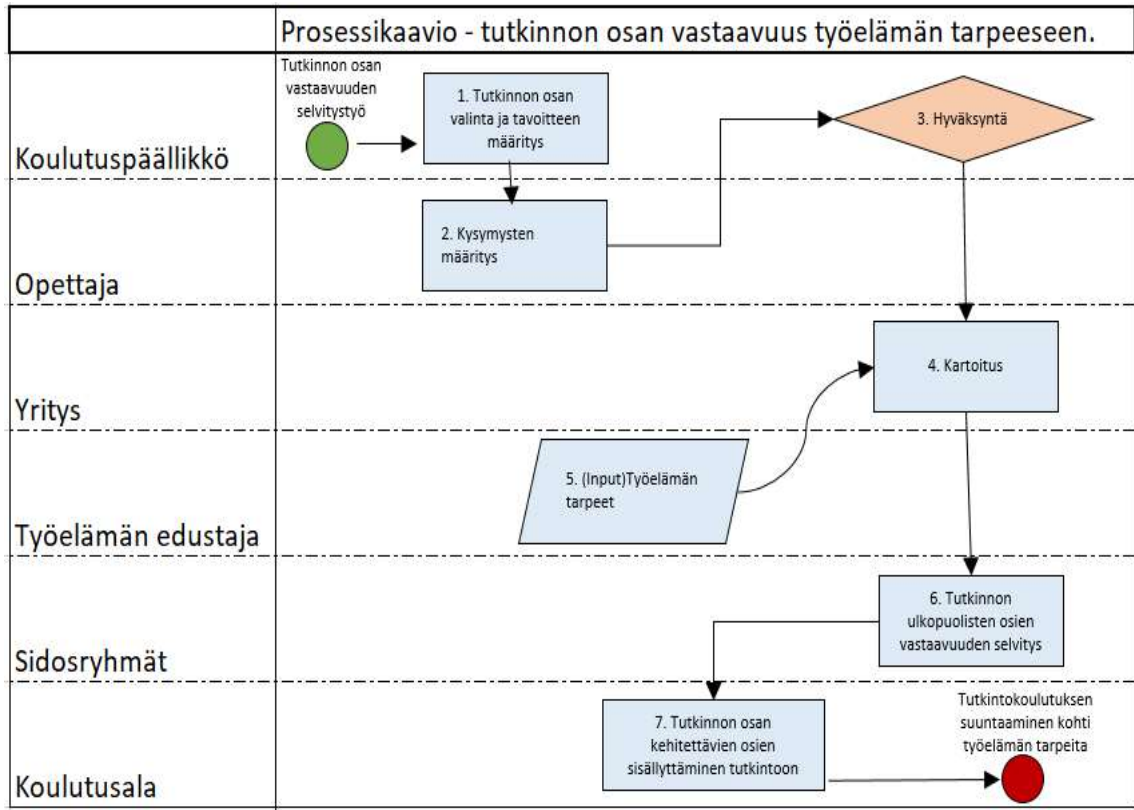 Prosessikaavio - tutkinnon osan vastaavuus työelämän tarpeeseen.
Tutkinnon osan
vastaavuuden
selvitystyö
1. Tutkinnon osan
valinta ja tavoitteen
määritys
3. Hyväksyntä
Koulutuspäällikkö
2. Kysymysten
määritys
Opettaja
4. Kartoitus
Yritys
5. (Input)Työelämän
tarpeet
Työelämän edustaja
6. Tutkinnon
ulkopuolisten osien
vastaavuuden selvitys
Sidosryhmät
7. Tutkinnon osan
kehitettävien osien
sisällyttäminen tutkintoon
Tutkintokoulutuksen
suuntaaminen kohti
työelämän tarpeita
Koulutusala